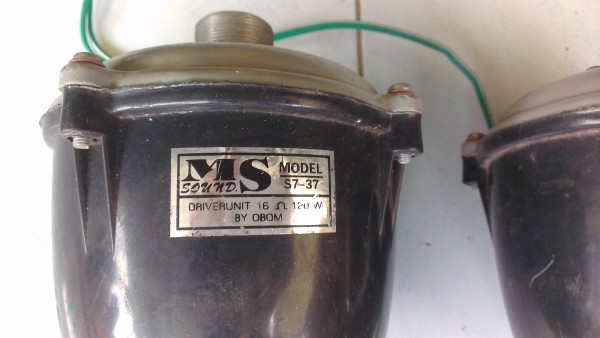 MS MODEL
SOUND. S7-37
DRIVERUNIT 16 Ω 120 W
BY OBOM